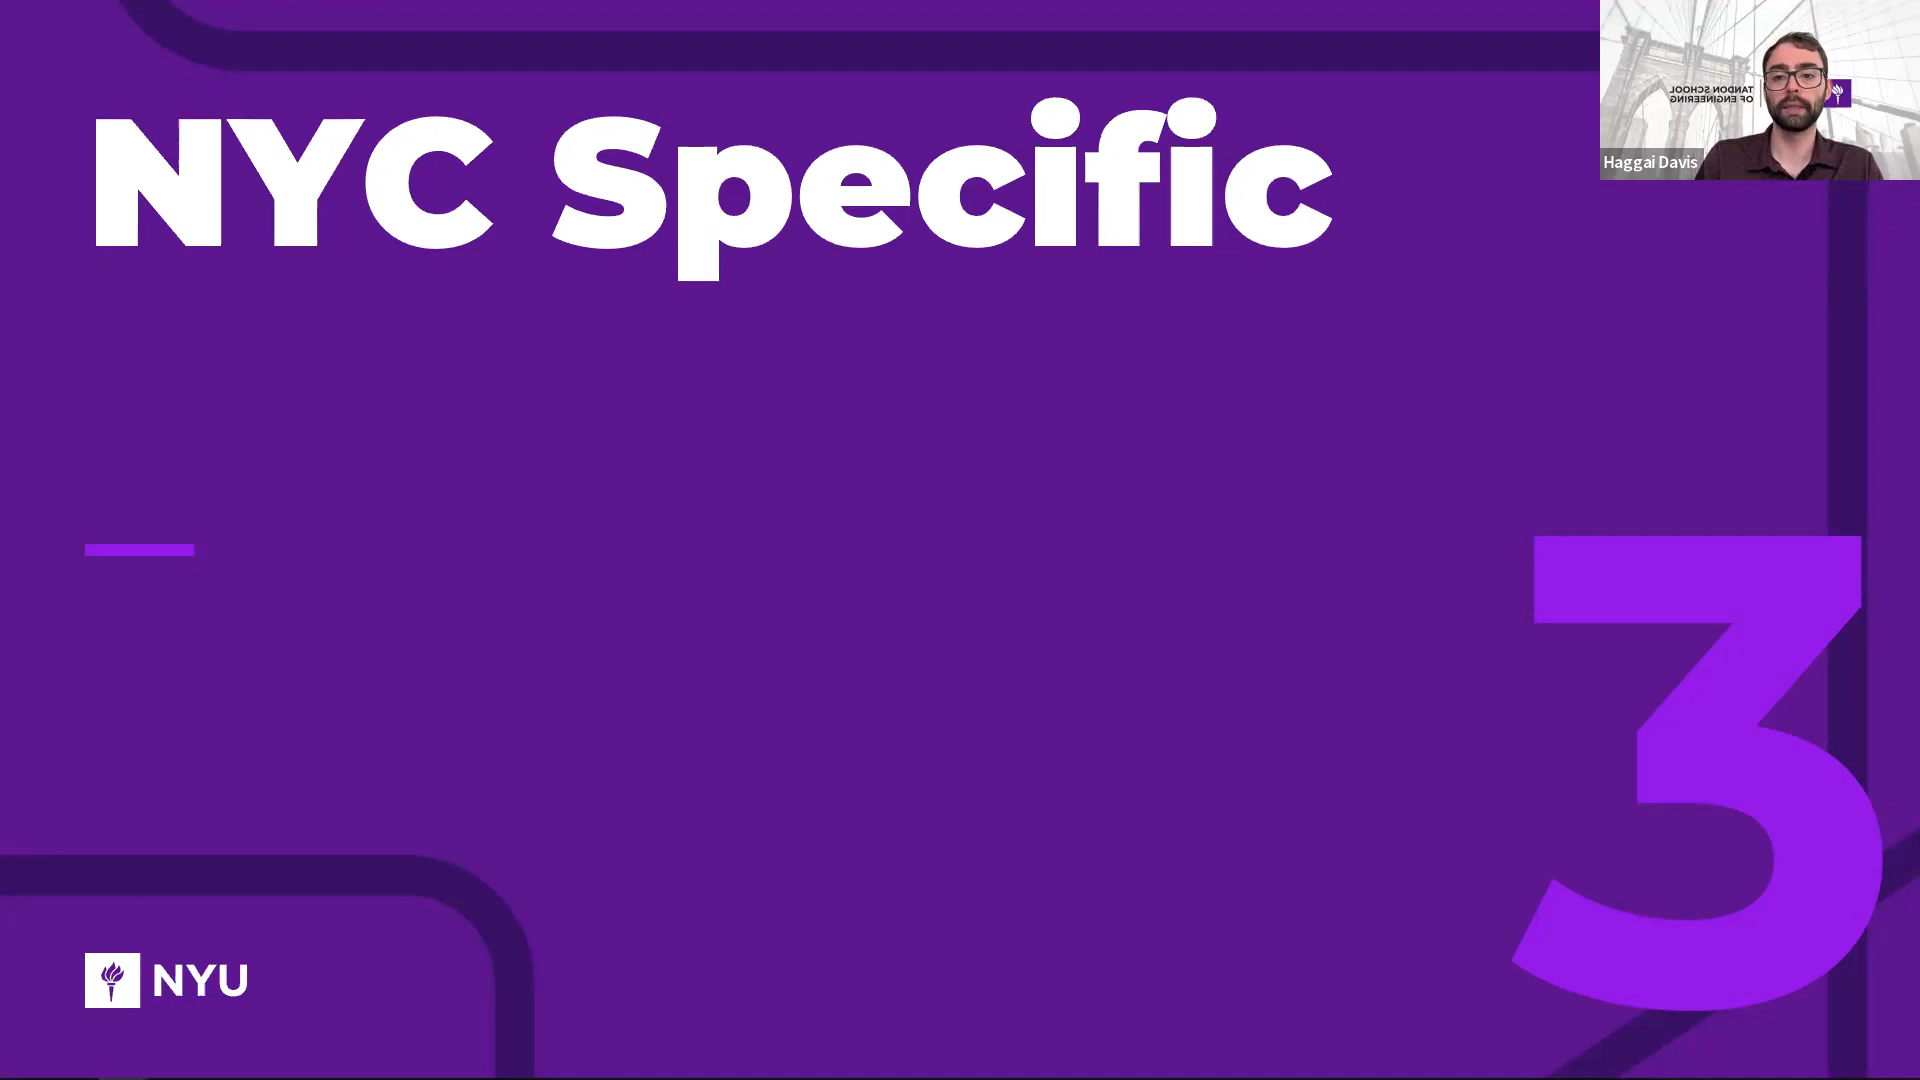 NYC Specific
TANDON SCHOOL
OF ENGINEERING
Haggai Davis
3
NYU